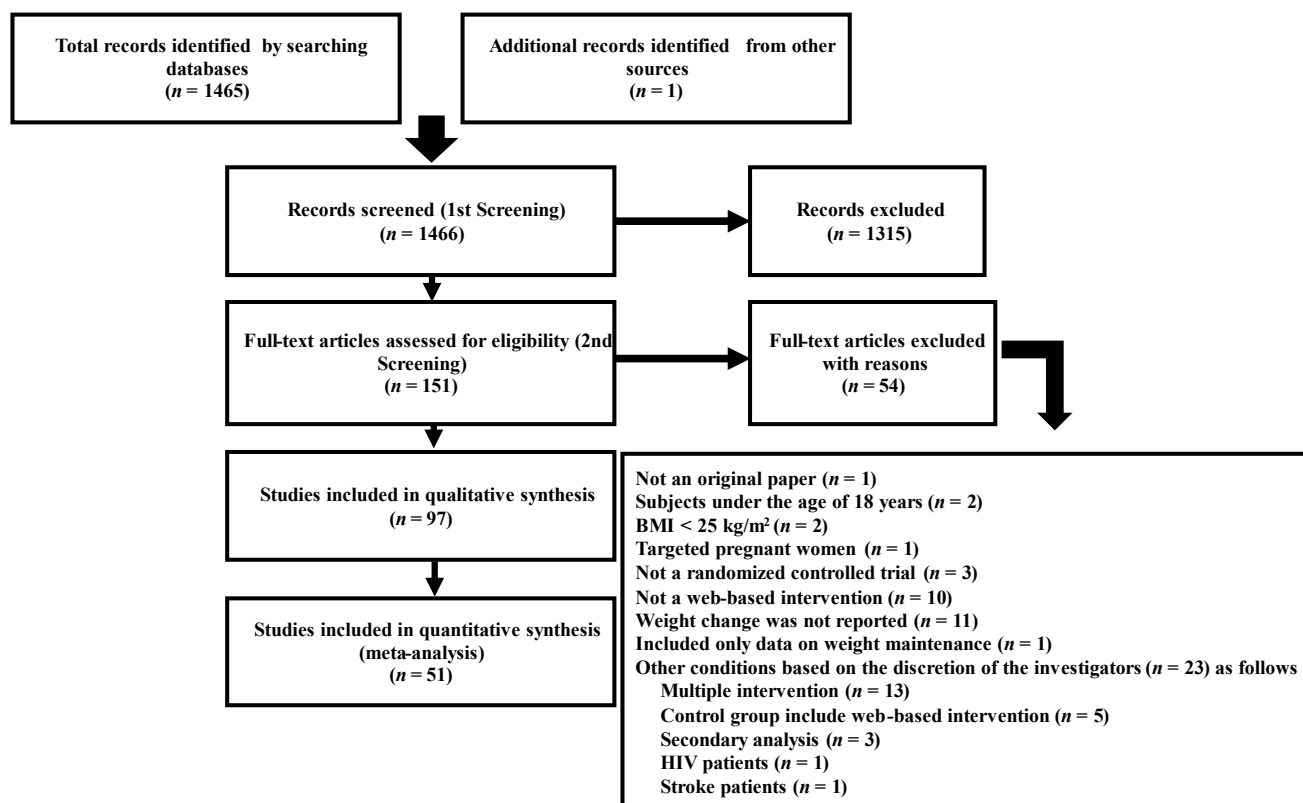 Total records identified by searching
databases
(n = 1465)
Additional records identified from other
sources
(n = 1)
Records screened (1st Screening)
(n = 1466)
Records excluded
(n = 1315)
Full-text articles assessed for eligibility (2nd
Screening)
(n = 151)
Full-text articles excluded
with reasons
(n = 54)
Studies included in qualitative synthesis
(n = 97)
Studies included in quantitative synthesis
(meta-analysis)
(n = 51)
Not an original paper (n = 1)
Subjects under the age of 18 years (n = 2)
BMI < 25 kg/m² (n = 2)
Targeted pregnant women (n = 1)
Not a randomized controlled trial (n = 3)
Not a web-based intervention (n = 10)
Weight change was not reported (n = 11)
Included only data on weight maintenance (n = 1)
Other conditions based on the discretion of the investigators (n = 23) as follows
Multiple intervention (n = 13)
Control group include web-based intervention (n = 5)
Secondary analysis (n = 3)
HIV patients (n = 1)
Stroke patients (n = 1)